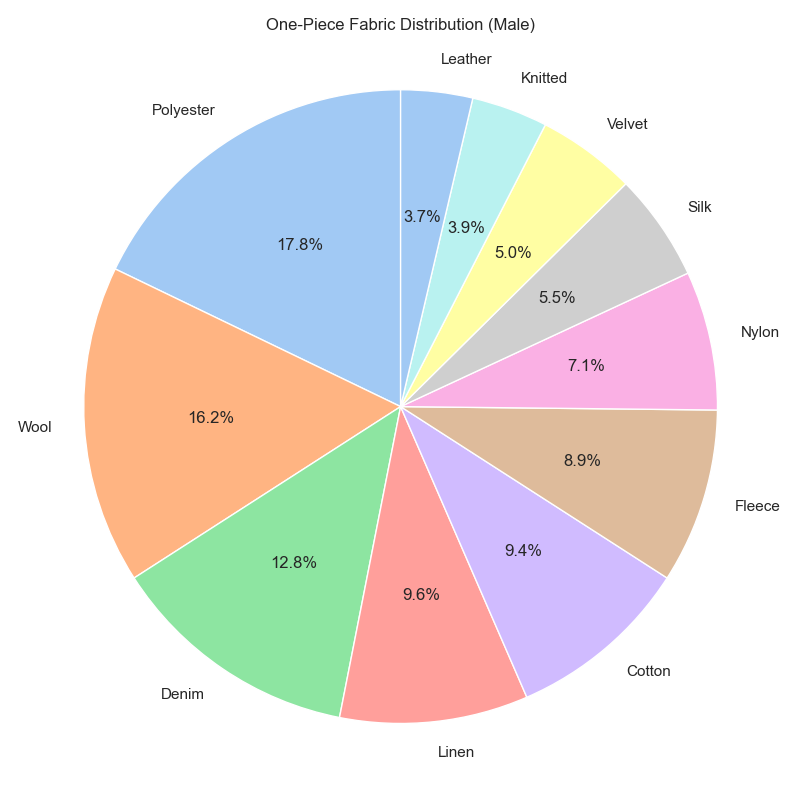 One-Piece Fabric Distribution (Male)
Leather
Knitted
Velvet
Silk
Nylon
Fleece
Cotton
Linen
Denim
Wool
Polyester
3.7%
3.9%
5.0%
5.5%
7.1%
8.9%
9.4%
9.6%
12.8%
16.2%
17.8%